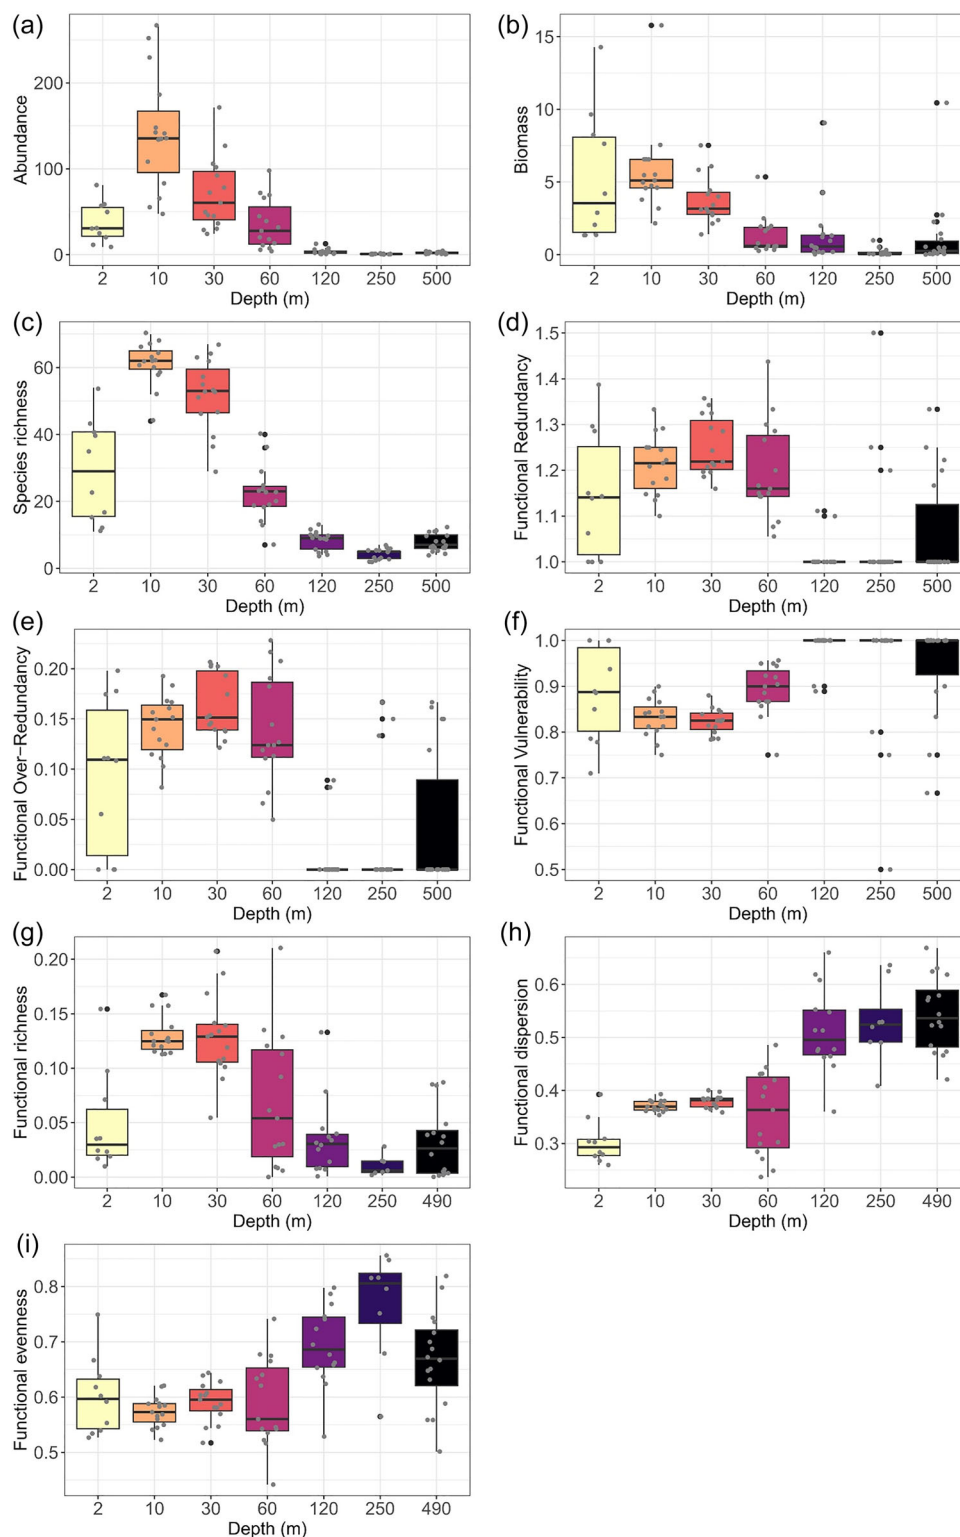 (a)
Abundance
200
100
0
2 10 30 60 120 250 500
Depth (m)
(b)
Biomass
15
10
5
0
2 10 30 60 120 250 500
Depth (m)
(c)
Species richness
60
40
20
0
2 10 30 60 120 250 500
Depth (m)
(d)
Functional Redundancy
1.5
1.4
1.3
1.2
1.1
1.0
2 10 30 60 120 250 500
Depth (m)
(e)
Functional Over−Redundancy
0.20
0.15
0.10
0.05
0.00
2 10 30 60 120 250 500
Depth (m)
(f)
Functional Vulnerability
1.0
0.9
0.8
0.7
0.6
0.5
2 10 30 60 120 250 500
Depth (m)
(g)
Functional richness
0.20
0.15
0.10
0.05
0.00
2 10 30 60 120 250 490
Depth (m)
(h)
Functional dispersion
0.6
0.5
0.4
0.3
2 10 30 60 120 250 490
Depth (m)
(i)
Functional evenness
0.8
0.7
0.6
0.5
2 10 30 60 120 250 490
Depth (m)